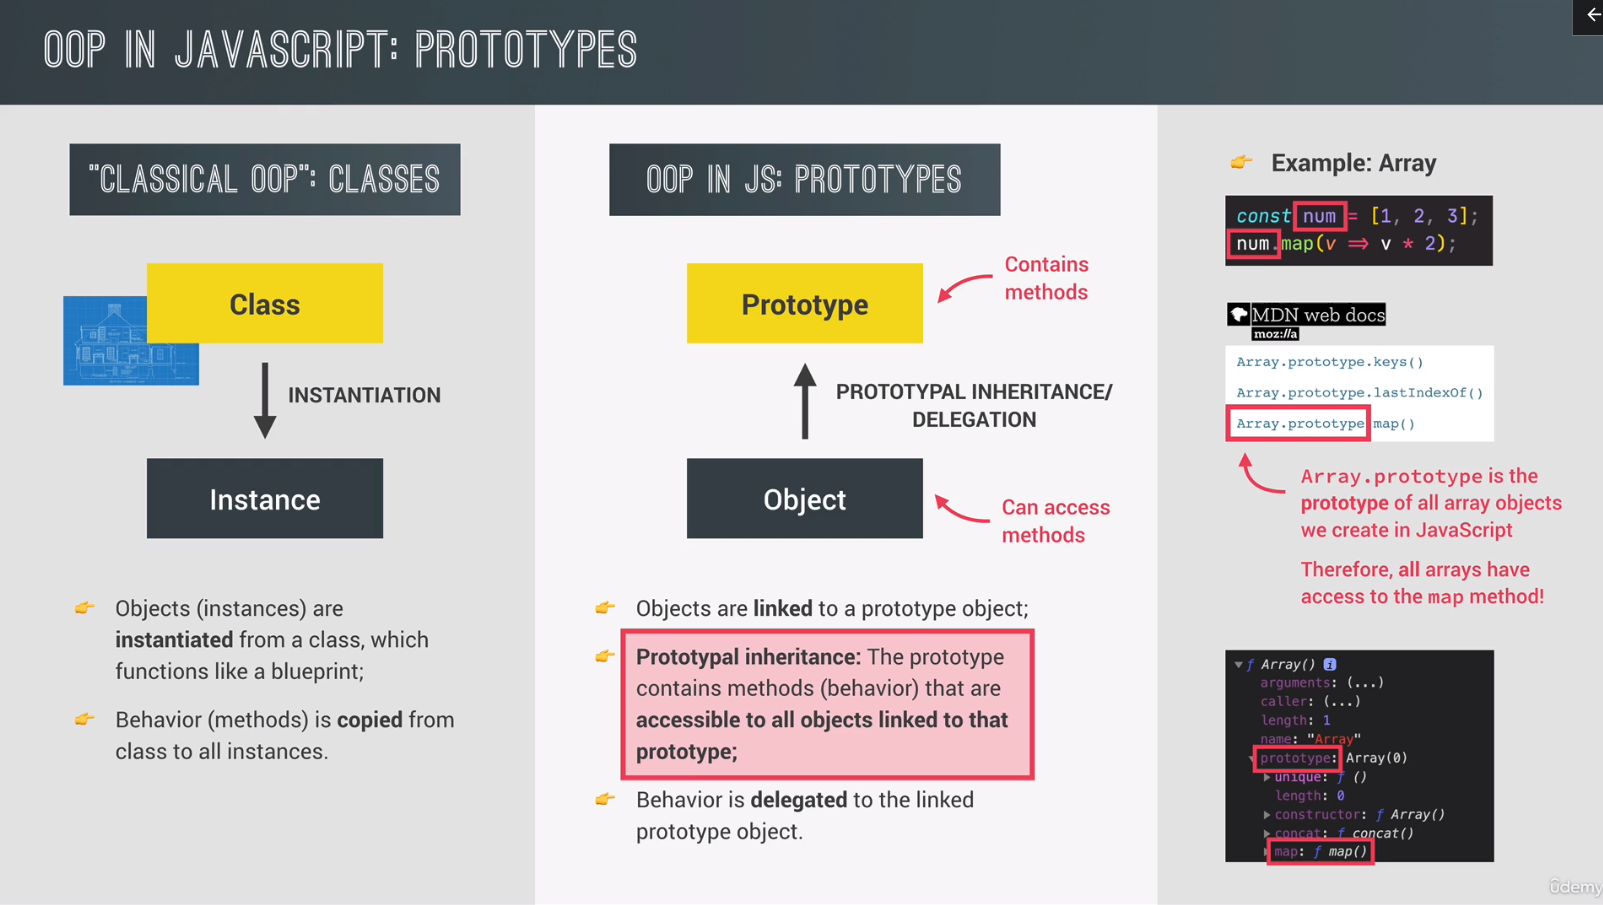 OOP IN JAVASCRIPT: PROTOTYPES
"CLASSICAL OOP": CLASSES
Class
INSTANTIATION
Instance
👉 Objects (instances) are
instantiated from a class, which
functions like a blueprint;
👉 Behavior (methods) is copied from
class to all instances.
OOP IN JS: PROTOTYPES
Prototype
Contains
methods
PROTOTYPAL INHERITANCE/
DELEGATION
Object
Can access
methods
👉 Objects are linked to a prototype object;
👉 Prototypal inheritance: The prototype
contains methods (behavior) that are
accessible to all objects linked to that
prototype;
👉 Behavior is delegated to the linked
prototype object.
👉 Example: Array
const num = [1, 2, 3];
num.map(v => v * 2);
MDN web docs
moz://a
Array.prototype.keys()
Array.prototype.lastIndexOf()
Array.prototype.map()
Array.prototype is the
prototype of all array objects
we create in JavaScript
Therefore, all arrays have
access to the map method!
▼ ƒ Array() i
arguments: (...)
caller: (...)
length: 1
name: "Array"
▼ prototype: Array(0)
▶ unique: ƒ ()
length: 0
▶ constructor: ƒ Array()
▶ concat: ƒ concat()
▶ map: ƒ map()
ûdemy